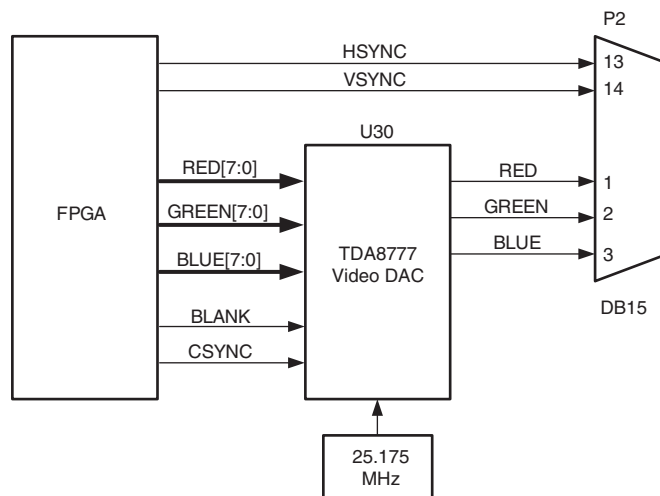 P2
HSYNC
13
VSYNC
14
U30
RED[7:0]
RED
1
GREEN[7:0]
GREEN
2
FPGA
TDA8777
Video DAC
BLUE[7:0]
BLUE
3
DB15
BLANK
CSYNC
25.175
MHz